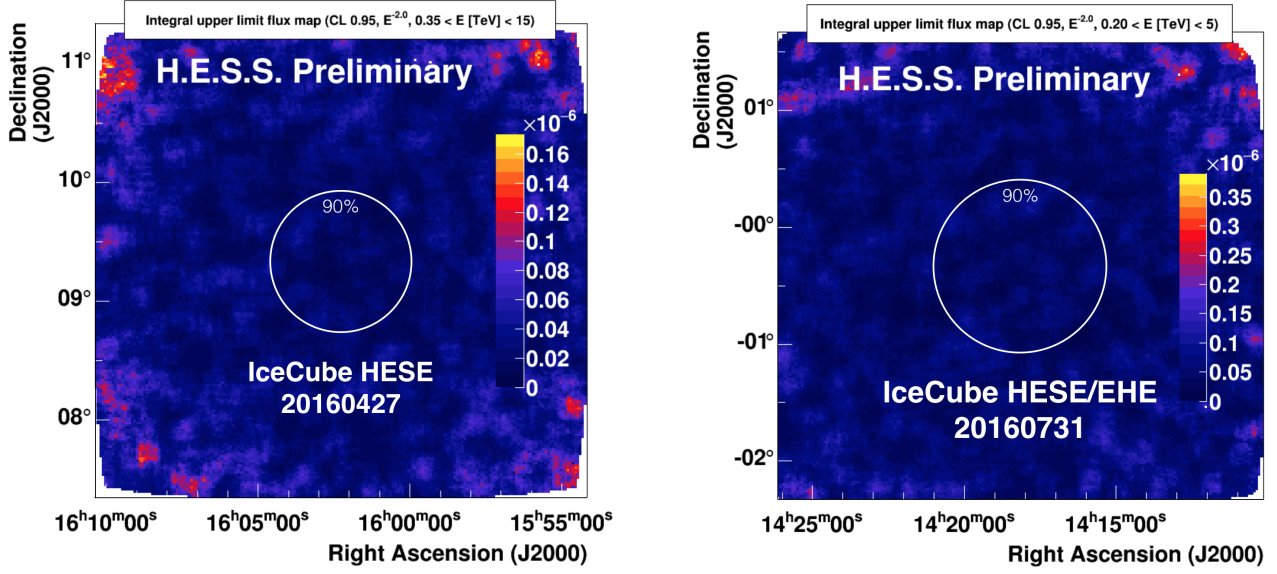 Integral upper limit flux map (CL 0.95, E^-2.0, 0.35 < E [TeV] < 15)
H.E.S.S. Preliminary
Declination
(J2000)
11°
10°
09°
08°
90%
IceCube HESE
20160427
×10^-6
0.16
0.14
0.12
0.1
0.08
0.06
0.04
0.02
0
16h10m00s
16h05m00s
16h00m00s
15h55m00s
Right Ascension (J2000)
Integral upper limit flux map (CL 0.95, E^-2.0, 0.20 < E [TeV] < 5)
H.E.S.S. Preliminary
Declination
(J2000)
01°
-00°
-01°
-02°
90%
IceCube HESE/EHE
20160731
×10^-6
0.35
0.3
0.25
0.2
0.15
0.1
0.05
0
14h25m00s
14h20m00s
14h15m00s
Right Ascension (J2000)